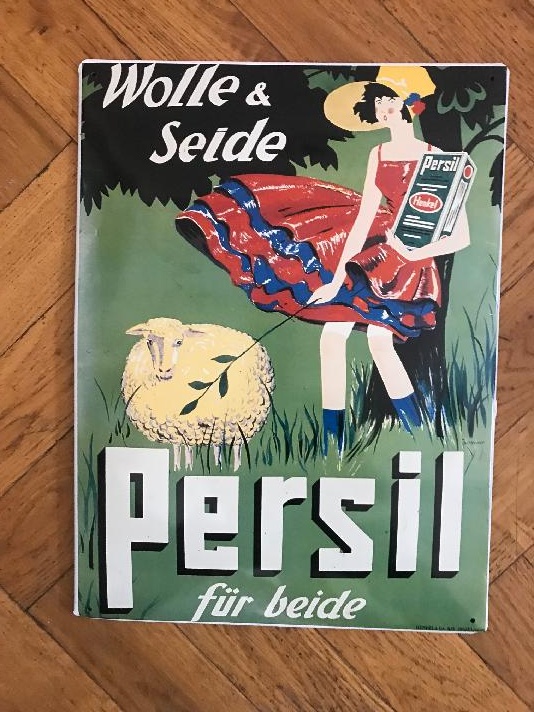 Wolle &
Seide
Persil
Henkel
Persil
für beide